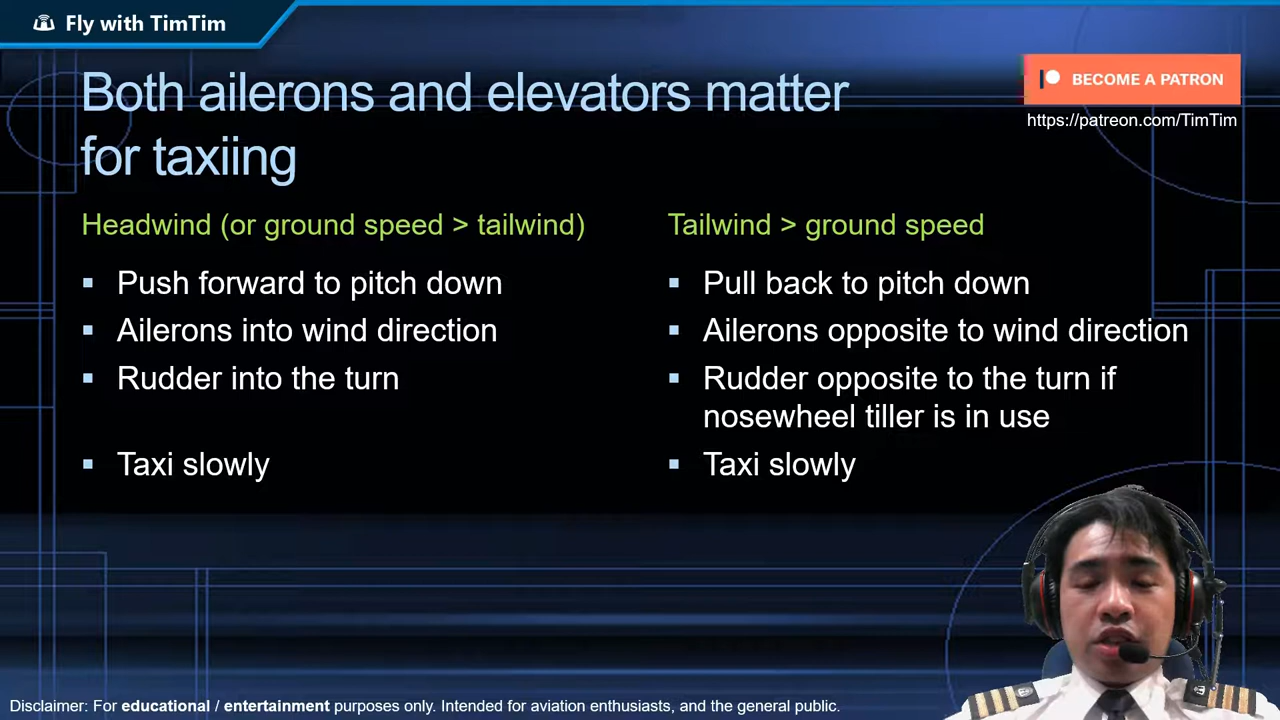 Fly with TimTim
Both ailerons and elevators matter
for taxiing
BECOME A PATRON
https://patreon.com/TimTim
Headwind (or ground speed > tailwind)
▪ Push forward to pitch down
▪ Ailerons into wind direction
▪ Rudder into the turn
▪ Taxi slowly
Tailwind > ground speed
▪ Pull back to pitch down
▪ Ailerons opposite to wind direction
▪ Rudder opposite to the turn if
nosewheel tiller is in use
▪ Taxi slowly
Disclaimer: For educational / entertainment purposes only. Intended for aviation enthusiasts, and the general public.